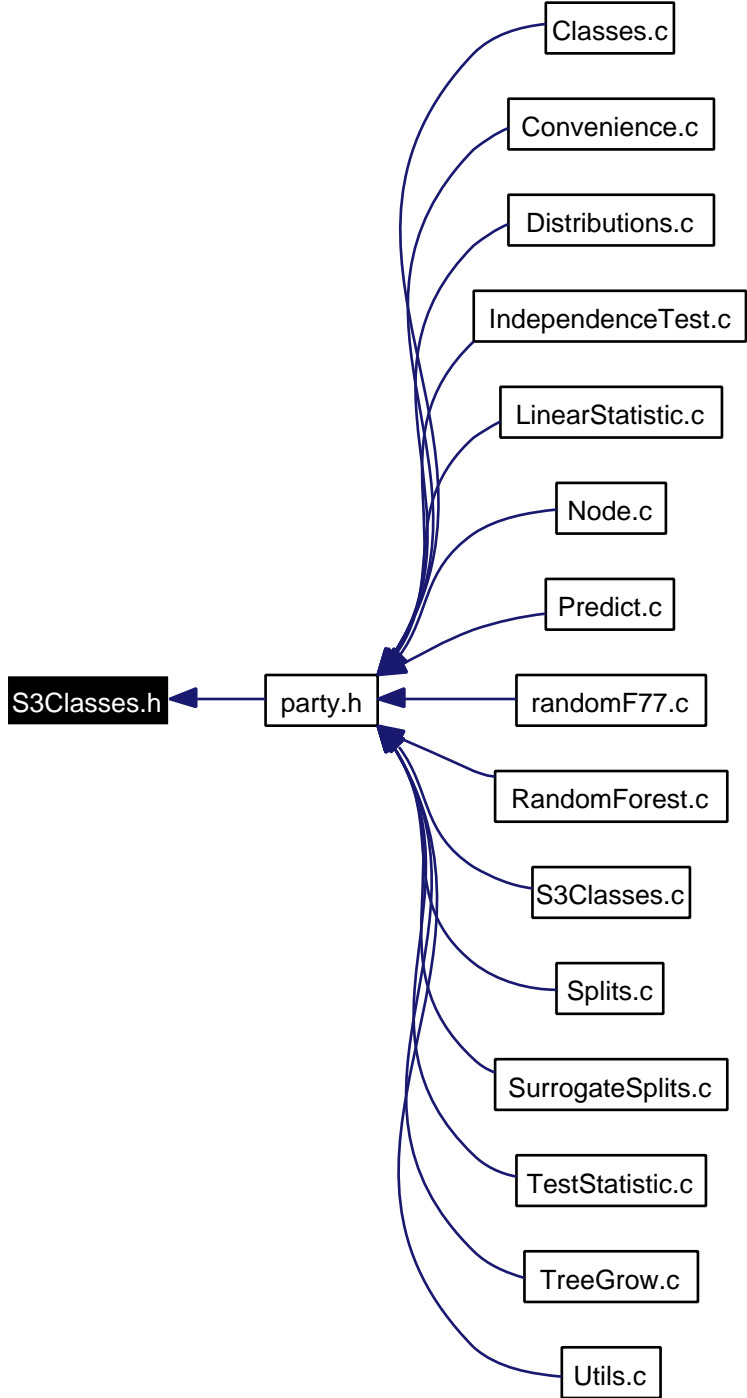 Classes.c
Convenience.c
Distributions.c
IndependenceTest.c
LinearStatistic.c
Node.c
Predict.c
S3Classes.h
party.h
randomF77.c
RandomForest.c
S3Classes.c
Splits.c
SurrogateSplits.c
TestStatistic.c
TreeGrow.c
Utils.c